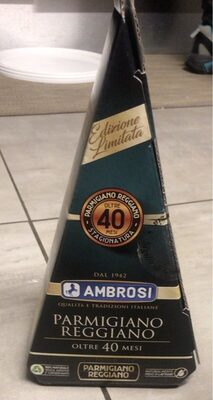 Edizione
Limitata
PARMIGIANO REGGIANO
OLTRE
40
MESI
STAGIONATURA
DAL 1942
AMBROSI
QUALITÀ E TRADIZIONI ITALIANE
PARMIGIANO
REGGIANO
OLTRE 40 MESI
PARMIGIANO
REGGIANO